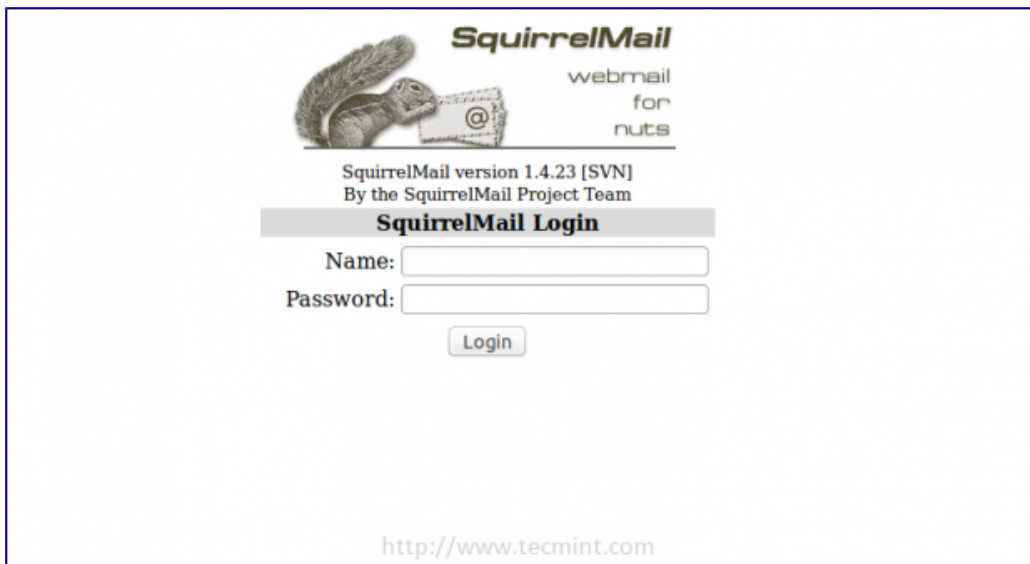 SquirrelMail
webmail
for
nuts
@
SquirrelMail version 1.4.23 [SVN]
By the SquirrelMail Project Team
SquirrelMail Login
Name:
Password:
Login
http://www.tecmint.com